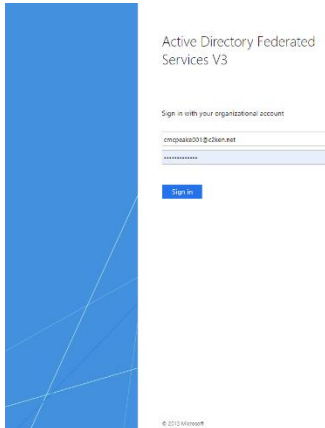 Active Directory Federated
Services V3
Sign in with your organizational account
cmcpeake001@c2ken.net
•••••••••••••
Sign in
© 2013 Microsoft